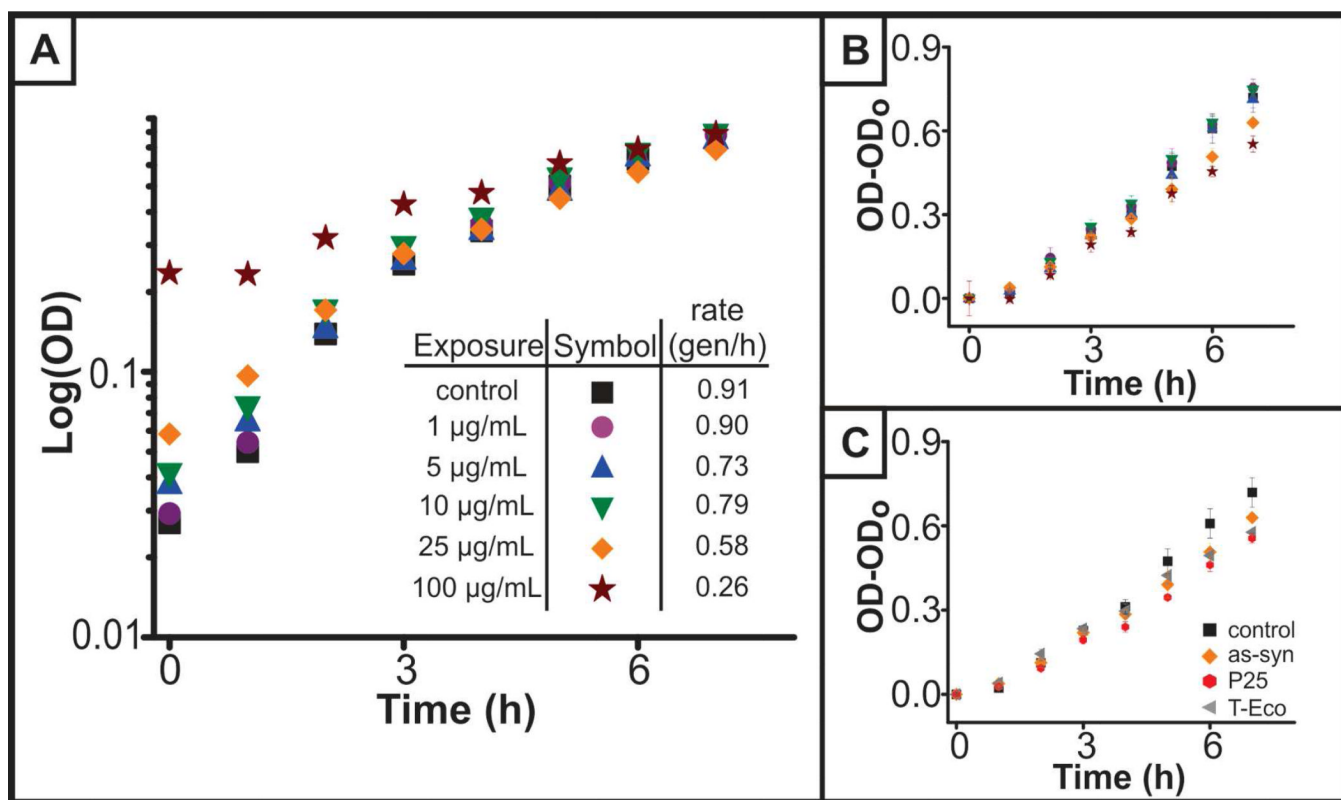 A
Log(OD)
0.1
0.01
0
3
6
Time (h)
Exposure Symbol rate (gen/h)
control 0.91
1 µg/mL 0.90
5 µg/mL 0.73
10 µg/mL 0.79
25 µg/mL 0.58
100 µg/mL 0.26
B
OD-ODo
0.9
0.6
0.3
0.0
0
3
6
Time (h)
C
OD-ODo
0.9
0.6
0.3
0.0
0
3
6
Time (h)
control
as-syn
P25
T-Eco